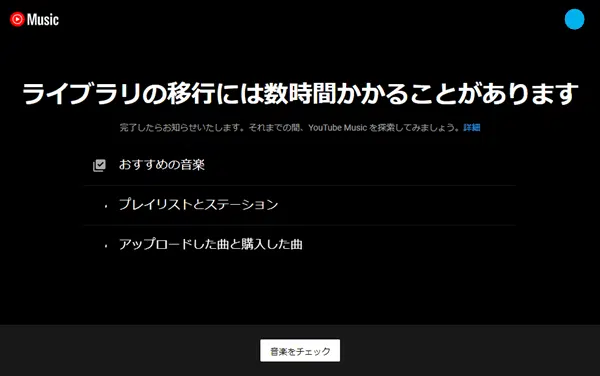 Music
ライブラリの移行には数時間かかることがあります
完了したらお知らせいたします。それまでの間、YouTube Music を探索してみましょう。詳細
おすすめの音楽
プレイリストとステーション
アップロードした曲と購入した曲
音楽をチェック